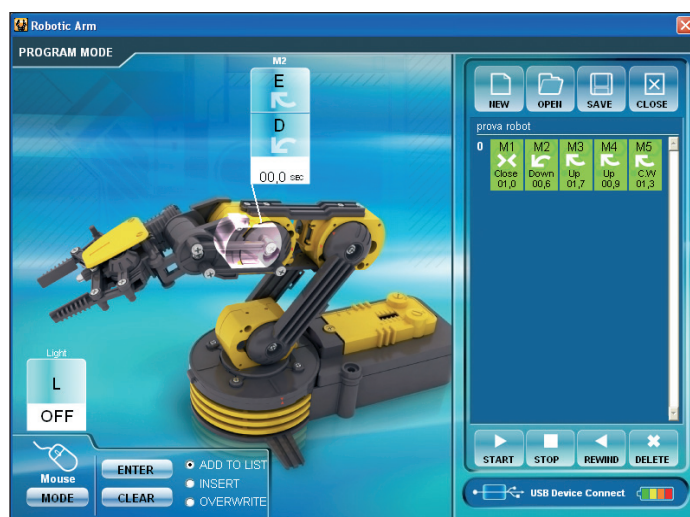 Robotic Arm
PROGRAM MODE
M2
E
D
00,0 SEC
Light
L
OFF
Mouse
MODE
ENTER
CLEAR
ADD TO LIST
INSERT
OVERWRITE
NEW OPEN SAVE CLOSE
prova robot
0 M1 M2 M3 M4 M5
Close Down Up Up C.W
01,0 00,6 01,7 00,9 01,3
START STOP REWIND DELETE
USB Device Connect